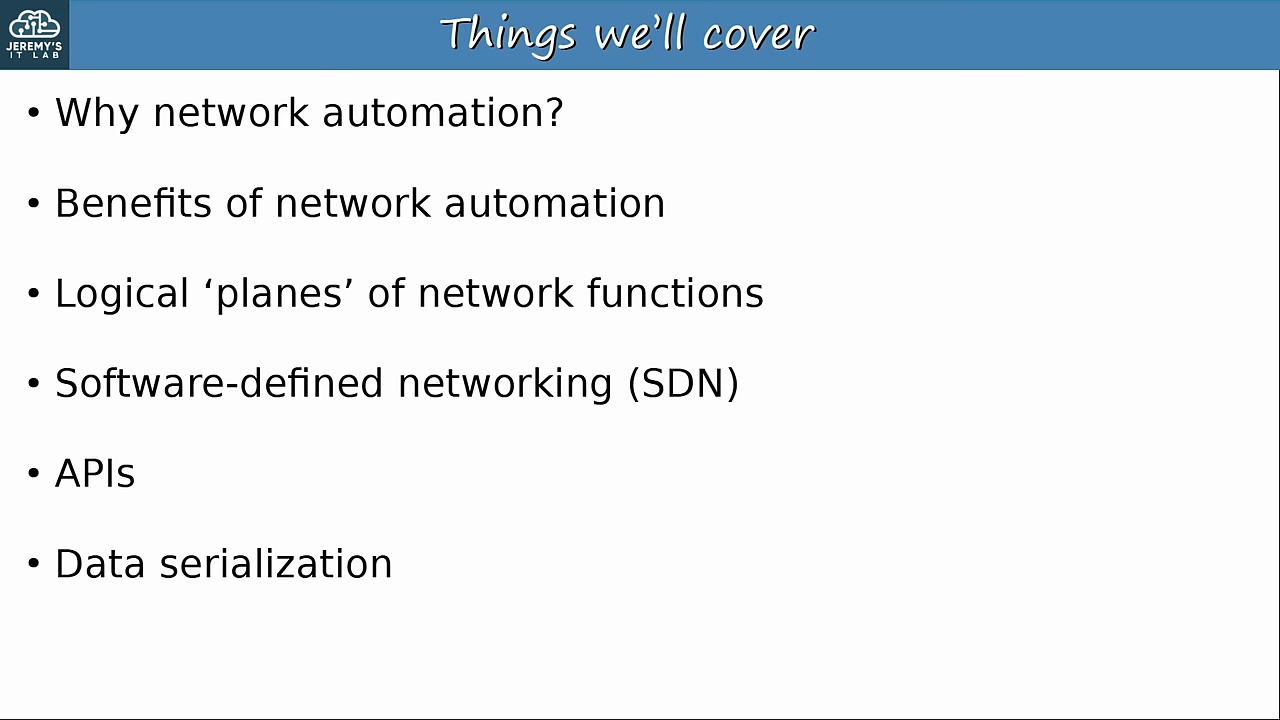 JEREMY'S
IT LAB
Things we'll cover
• Why network automation?
• Benefits of network automation
• Logical ‘planes’ of network functions
• Software-defined networking (SDN)
• APIs
• Data serialization